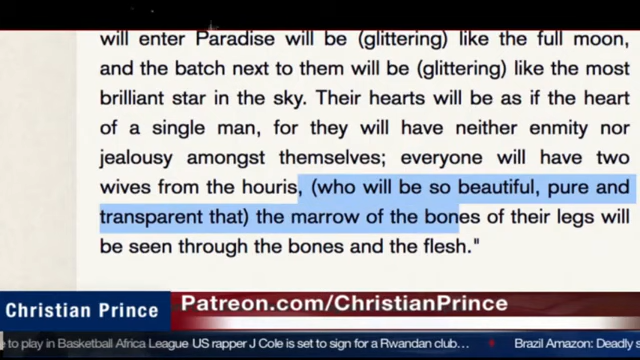 will enter Paradise will be (glittering) like the full moon,
and the batch next to them will be (glittering) like the most
brilliant star in the sky. Their hearts will be as if the heart
of a single man, for they will have neither enmity nor
jealousy amongst themselves; everyone will have two
wives from the houris, (who will be so beautiful, pure and
transparent that) the marrow of the bones of their legs will
be seen through the bones and the flesh."
Christian Prince
Patreon.com/ChristianPrince
to play in Basketball Africa League US rapper J Cole is set to sign for a Rwandan club... Brazil Amazon: Deadly